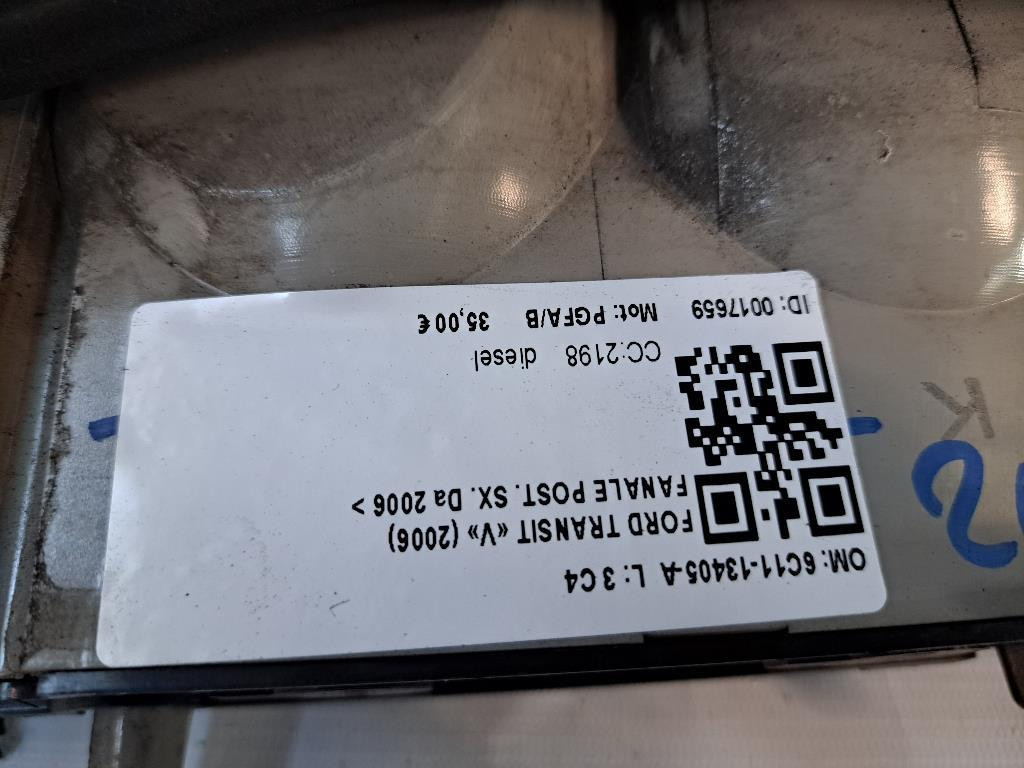 OM: 6C11-13405-A L: 3 C4
FORD TRANSIT «V» (2006)
FANALE POST. SX. Da 2006 >
CC:2198 diesel
ID: 0017659 Mot: PGFA/B 35,00 €
K